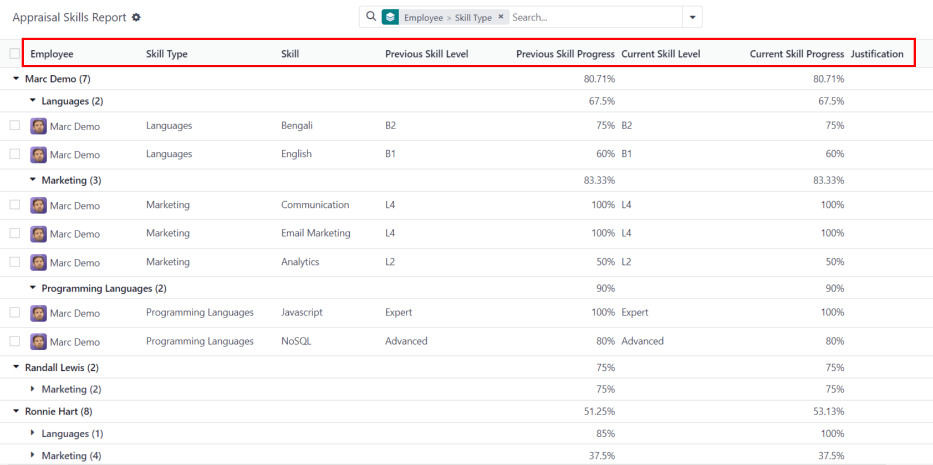 Appraisal Skills Report
Employee > Skill Type × Search...
Employee Skill Type Skill Previous Skill Level Previous Skill Progress Current Skill Level Current Skill Progress Justification
Marc Demo (7) 80.71% 80.71%
Languages (2) 67.5% 67.5%
Marc Demo Languages Bengali B2 75% B2 75%
Marc Demo Languages English B1 60% B1 60%
Marketing (3) 83.33% 83.33%
Marc Demo Marketing Communication L4 100% L4 100%
Marc Demo Marketing Email Marketing L4 100% L4 100%
Marc Demo Marketing Analytics L2 50% L2 50%
Programming Languages (2) 90% 90%
Marc Demo Programming Languages Javascript Expert 100% Expert 100%
Marc Demo Programming Languages NoSQL Advanced 80% Advanced 80%
Randall Lewis (2) 75% 75%
Marketing (2) 75% 75%
Ronnie Hart (8) 51.25% 53.13%
Languages (1) 85% 100%
Marketing (4) 37.5% 37.5%